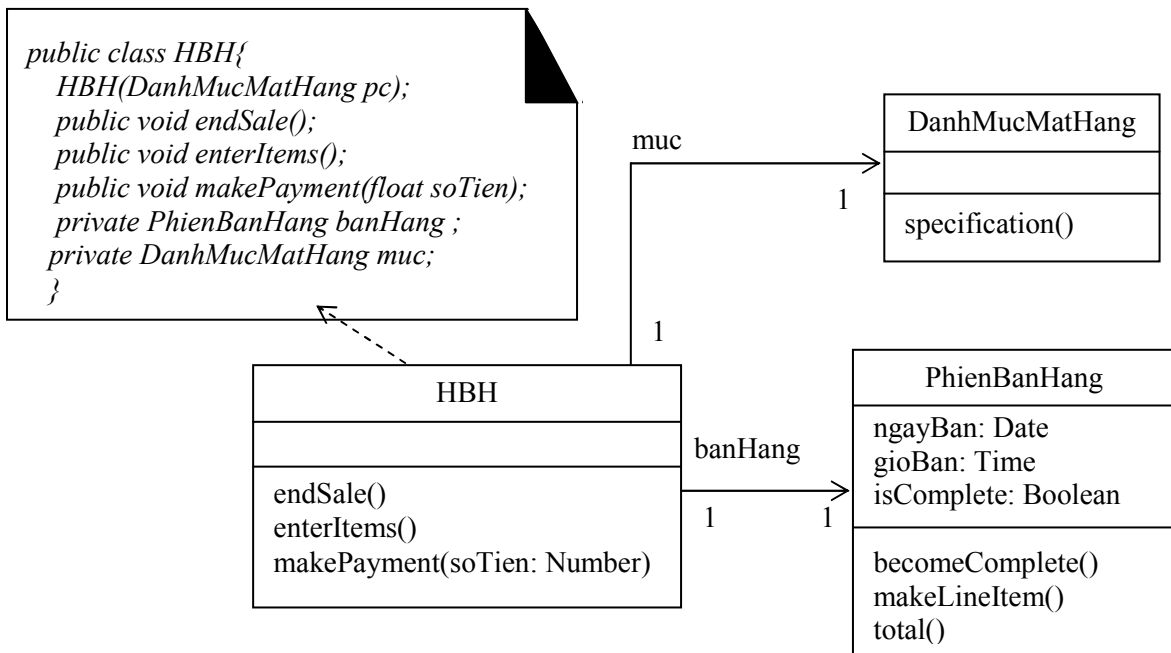 public class HBH{
HBH(DanhMucMatHang pc);
public void endSale();
public void enterItems();
public void makePayment(float soTien);
private PhienBanHang banHang ;
private DanhMucMatHang muc;
}
DanhMucMatHang
specification()
muc
1
1
HBH
endSale()
enterItems()
makePayment(soTien: Number)
banHang
1
1
PhienBanHang
ngayBan: Date
gioBan: Time
isComplete: Boolean
becomeComplete()
makeLineItem()
total()